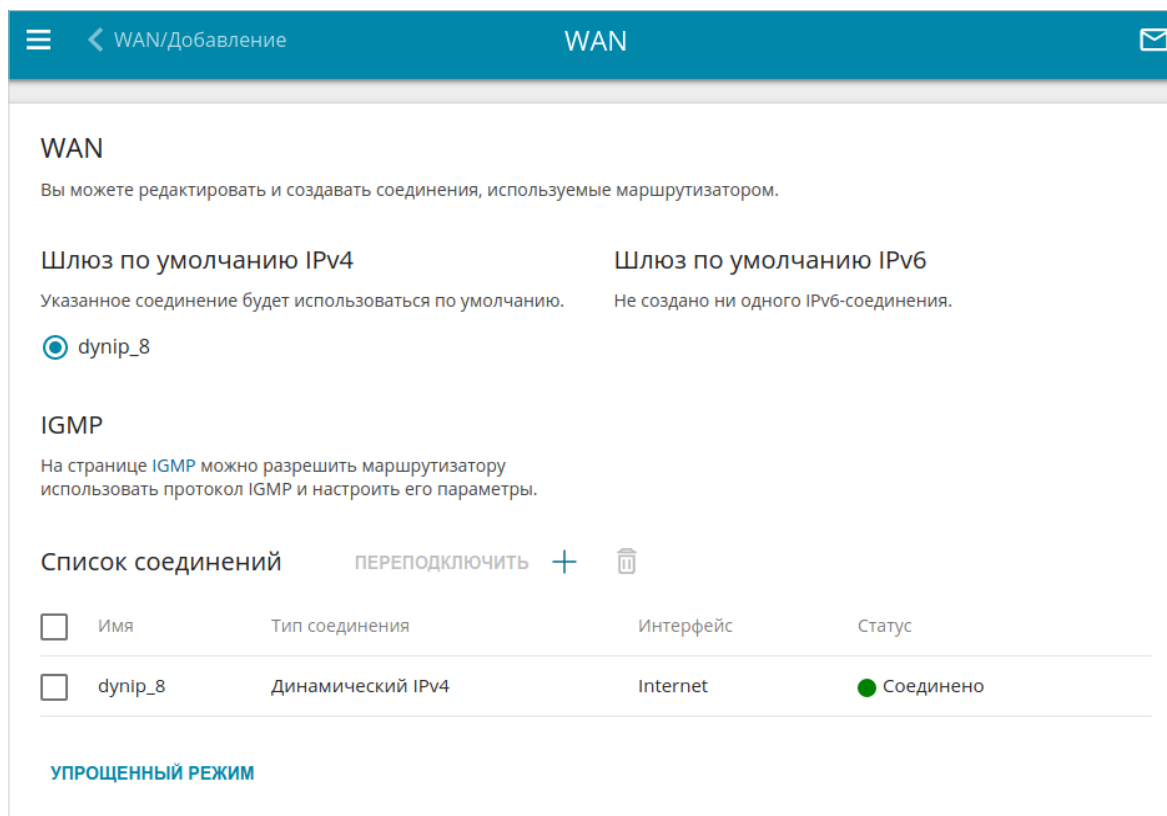 WAN/Добавление
WAN
WAN
Вы можете редактировать и создавать соединения, используемые маршрутизатором.
Шлюз по умолчанию IPv4
Указанное соединение будет использоваться по умолчанию.
dynip_8
Шлюз по умолчанию IPv6
Не создано ни одного IPv6-соединения.
IGMP
На странице IGMP можно разрешить маршрутизатору
использовать протокол IGMP и настроить его параметры.
Список соединений ПЕРЕПОДКЛЮЧИТЬ
Имя Тип соединения Интерфейс Статус
dynip_8 Динамический IPv4 Internet Соединено
УПРОЩЕННЫЙ РЕЖИМ